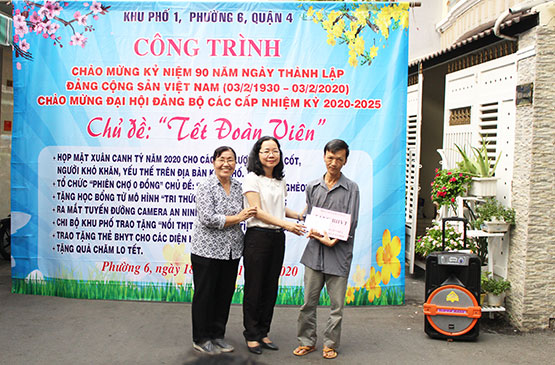 KHU PHỐ 1, PHƯỜNG 6, QUẬN 4
CÔNG TRÌNH
CHÀO MỪNG KỶ NIỆM 90 NĂM NGÀY THÀNH LẬP
ĐẢNG CỘNG SẢN VIỆT NAM (03/2/1930 – 03/2/2020)
CHÀO MỪNG ĐẠI HỘI ĐẢNG BỘ CÁC CẤP NHIỆM KỲ 2020-2025
Chủ đề: "Tết Đoàn Viên"
• HỌP MẶT XUÂN CANH TÝ NĂM 2020 CHO CÁC CỐT,
NGƯỜI KHÓ KHĂN, YẾU THẾ TRÊN ĐỊA BÀN
• TỔ CHỨC "PHIÊN CHỢ 0 ĐỒNG" CHỦ ĐỀ:
• TẶNG HỌC BỔNG TỪ MÔ HÌNH "TRI THỨC
• RA MẮT TUYẾN ĐƯỜNG CAMERA AN NINH
• CHI BỘ KHU PHỐ TRAO TẶNG "NỒI THỊT
• TRAO TẶNG THẺ BHYT CHO CÁC DIỆN
• TẶNG QUÀ CHĂM LO TẾT.
Phường 6, ngày 2020
BHYT